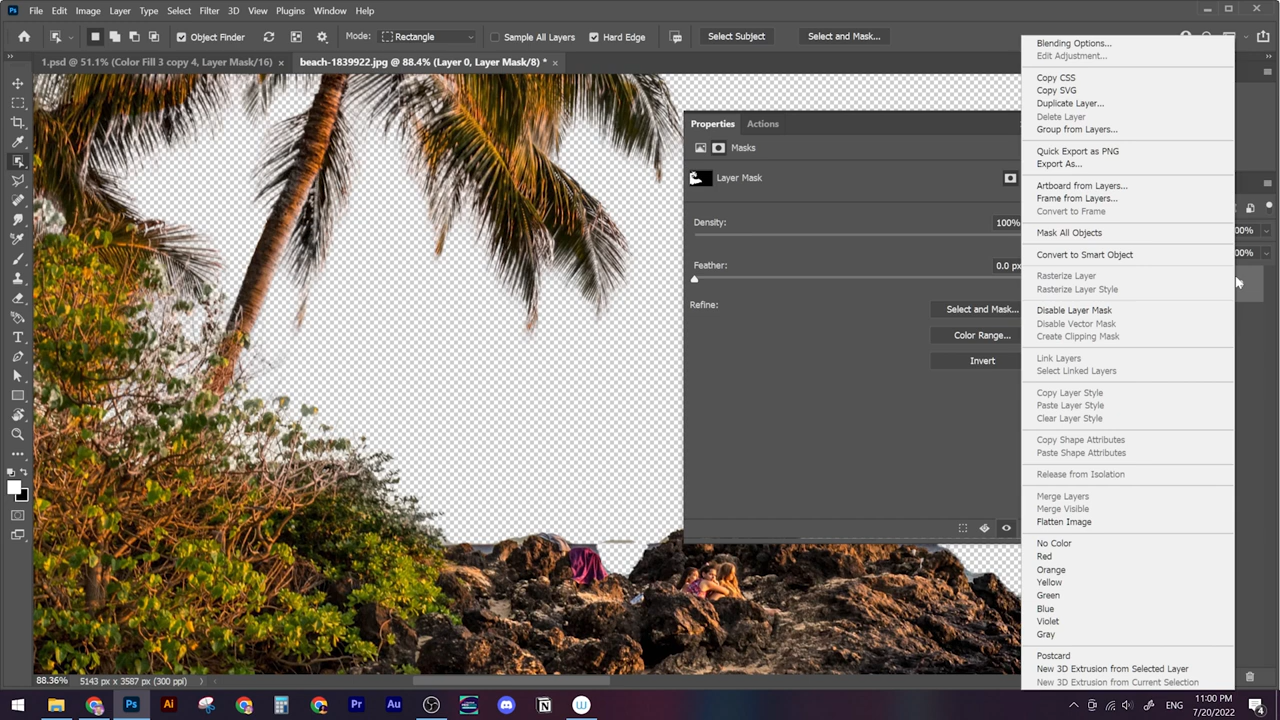 Ps File Edit Image Layer Type Select Filter 3D View Plugins Window Help
Object Finder Mode: Rectangle Sample All Layers Hard Edge Select Subject Select and Mask...
1.psd @ 51.1% (Color Fill 3 copy 4, Layer Mask/16) × beach-1839922.jpg @ 88.4% (Layer 0, Layer Mask/8) * ×
Properties Actions
Masks
Layer Mask
Density: 100%
Feather: 0.0 px
Refine:
Select and Mask...
Color Range...
Invert
Blending Options...
Edit Adjustment...
Copy CSS
Copy SVG
Duplicate Layer...
Delete Layer
Group from Layers...
Quick Export as PNG
Export As...
Artboard from Layers...
Frame from Layers...
Convert to Frame
Mask All Objects
Convert to Smart Object
Rasterize Layer
Rasterize Layer Style
Disable Layer Mask
Disable Vector Mask
Create Clipping Mask
Link Layers
Select Linked Layers
Copy Layer Style
Paste Layer Style
Clear Layer Style
Copy Shape Attributes
Paste Shape Attributes
Release from Isolation
Merge Layers
Merge Visible
Flatten Image
No Color
Red
Orange
Yellow
Green
Blue
Violet
Gray
Postcard
New 3D Extrusion from Selected Layer
New 3D Extrusion from Current Selection
88.36% 5143 px x 3587 px (300 ppi)
Ps Ai Pr Au ENG 11:00 PM
7/20/2022
4